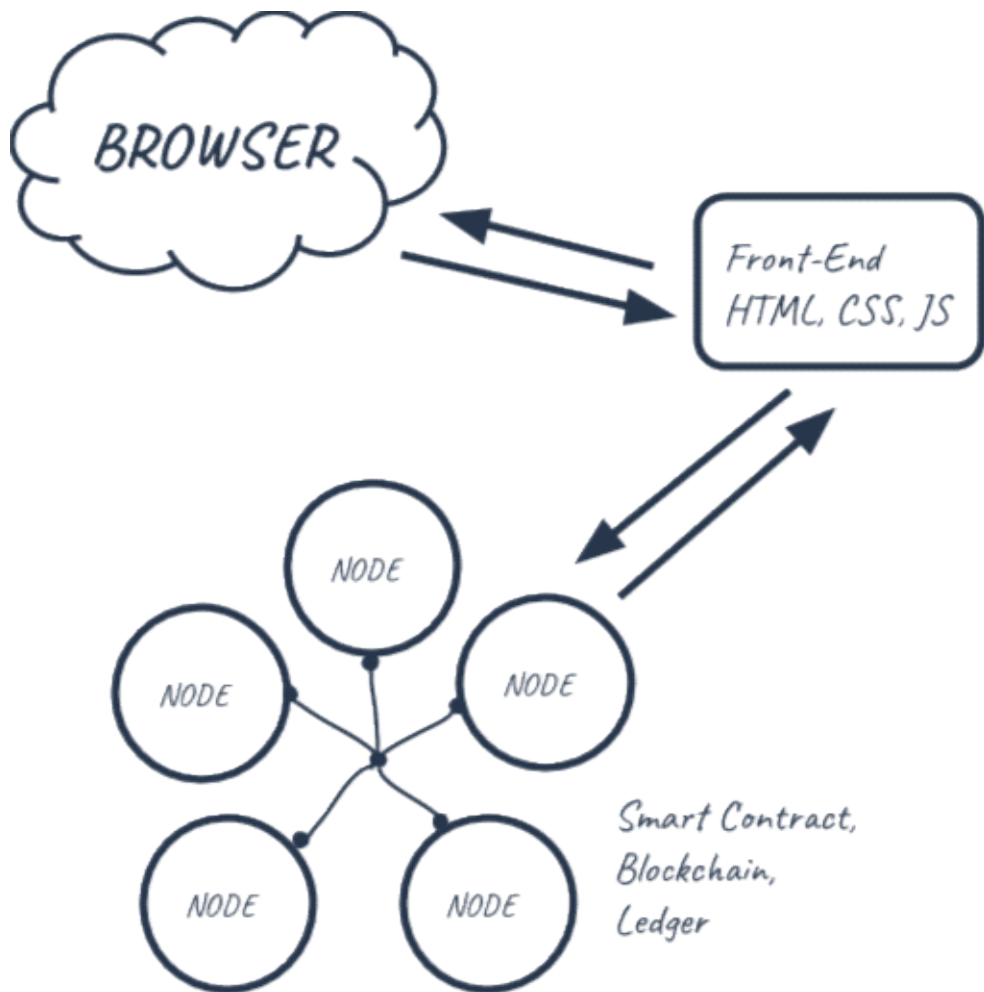 BROWSER
Front-End
HTML, CSS, JS
NODE
NODE
NODE
NODE
NODE
Smart Contract,
Blockchain,
Ledger